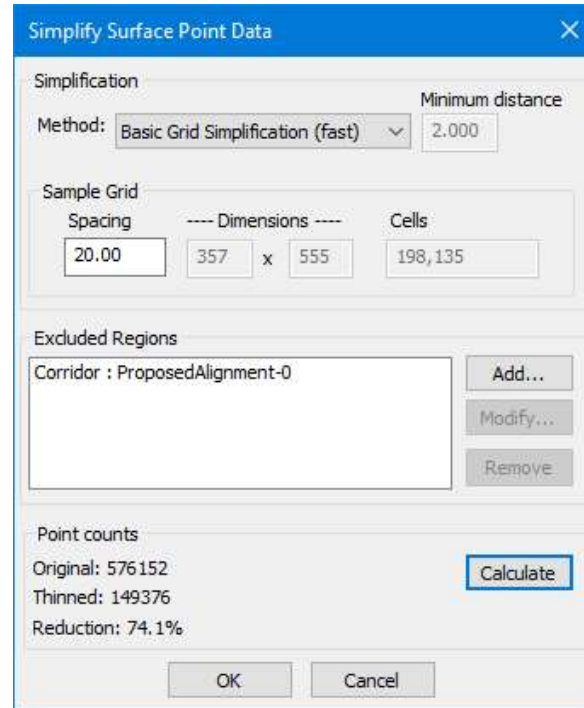 Simplify Surface Point Data
Simplification
Minimum distance
Method: Basic Grid Simplification (fast) 2.000
Sample Grid
Spacing ---- Dimensions ---- Cells
20.00 357 x 555 198,135
Excluded Regions
Corridor : ProposedAlignment-0 Add...
Modify...
Remove
Point counts
Original: 576152
Calculate
Thinned: 149376
Reduction: 74.1%
OK Cancel